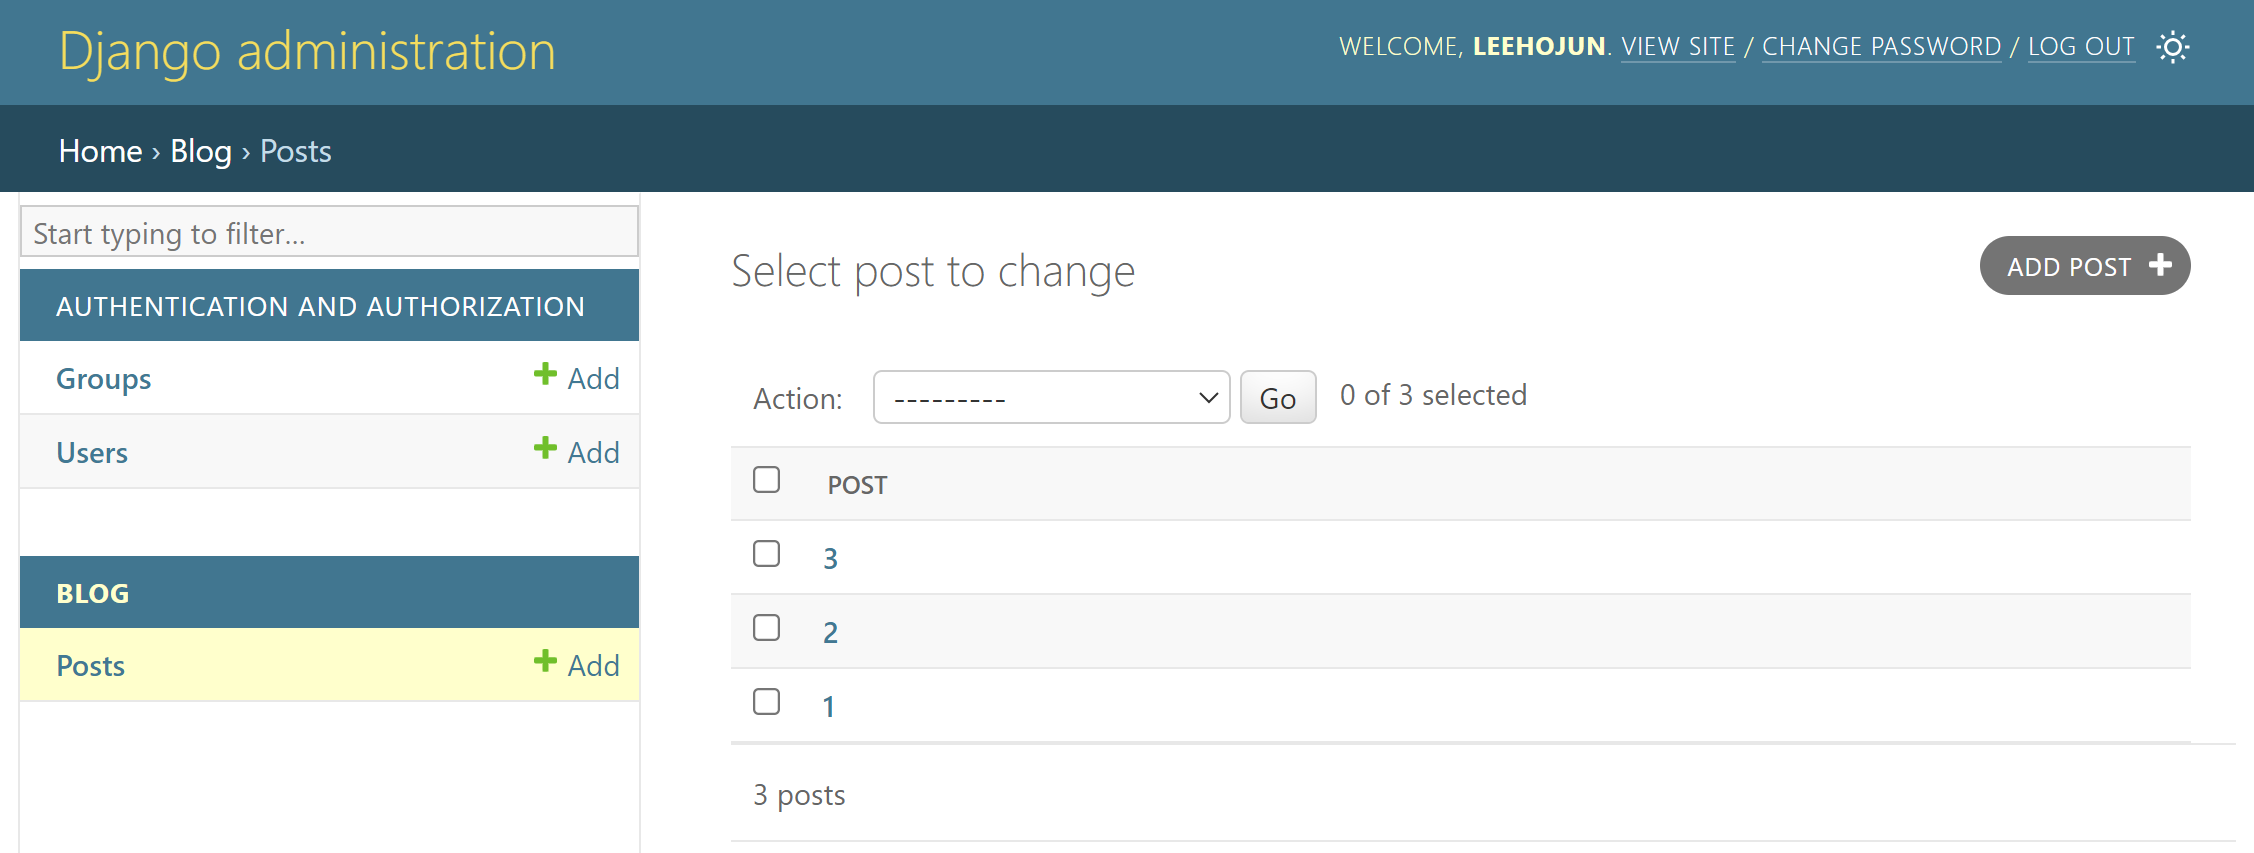 Django administration
WELCOME, LEEHOJUN. VIEW SITE / CHANGE PASSWORD / LOG OUT
Home › Blog › Posts
Start typing to filter...
AUTHENTICATION AND AUTHORIZATION
Groups + Add
Users + Add
BLOG
Posts + Add
Select post to change
ADD POST +
Action: --------- Go 0 of 3 selected
POST
3
2
1
3 posts